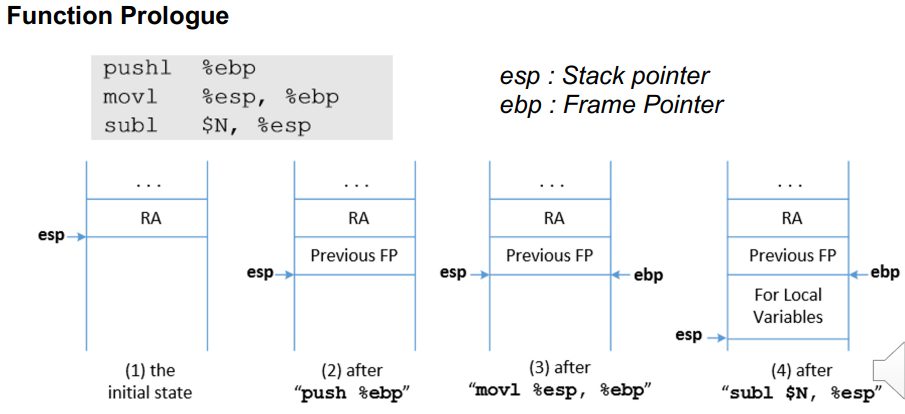 Function Prologue
pushl %ebp
movl %esp, %ebp
subl $N, %esp
esp : Stack pointer
ebp : Frame Pointer
. . .
RA
esp
(1) the
initial state
. . .
RA
Previous FP
esp
(2) after
“push %ebp”
. . .
RA
Previous FP
esp
ebp
(3) after
“movl %esp, %ebp”
. . .
RA
Previous FP
ebp
For Local
Variables
esp
(4) after
“subl $N, %esp”